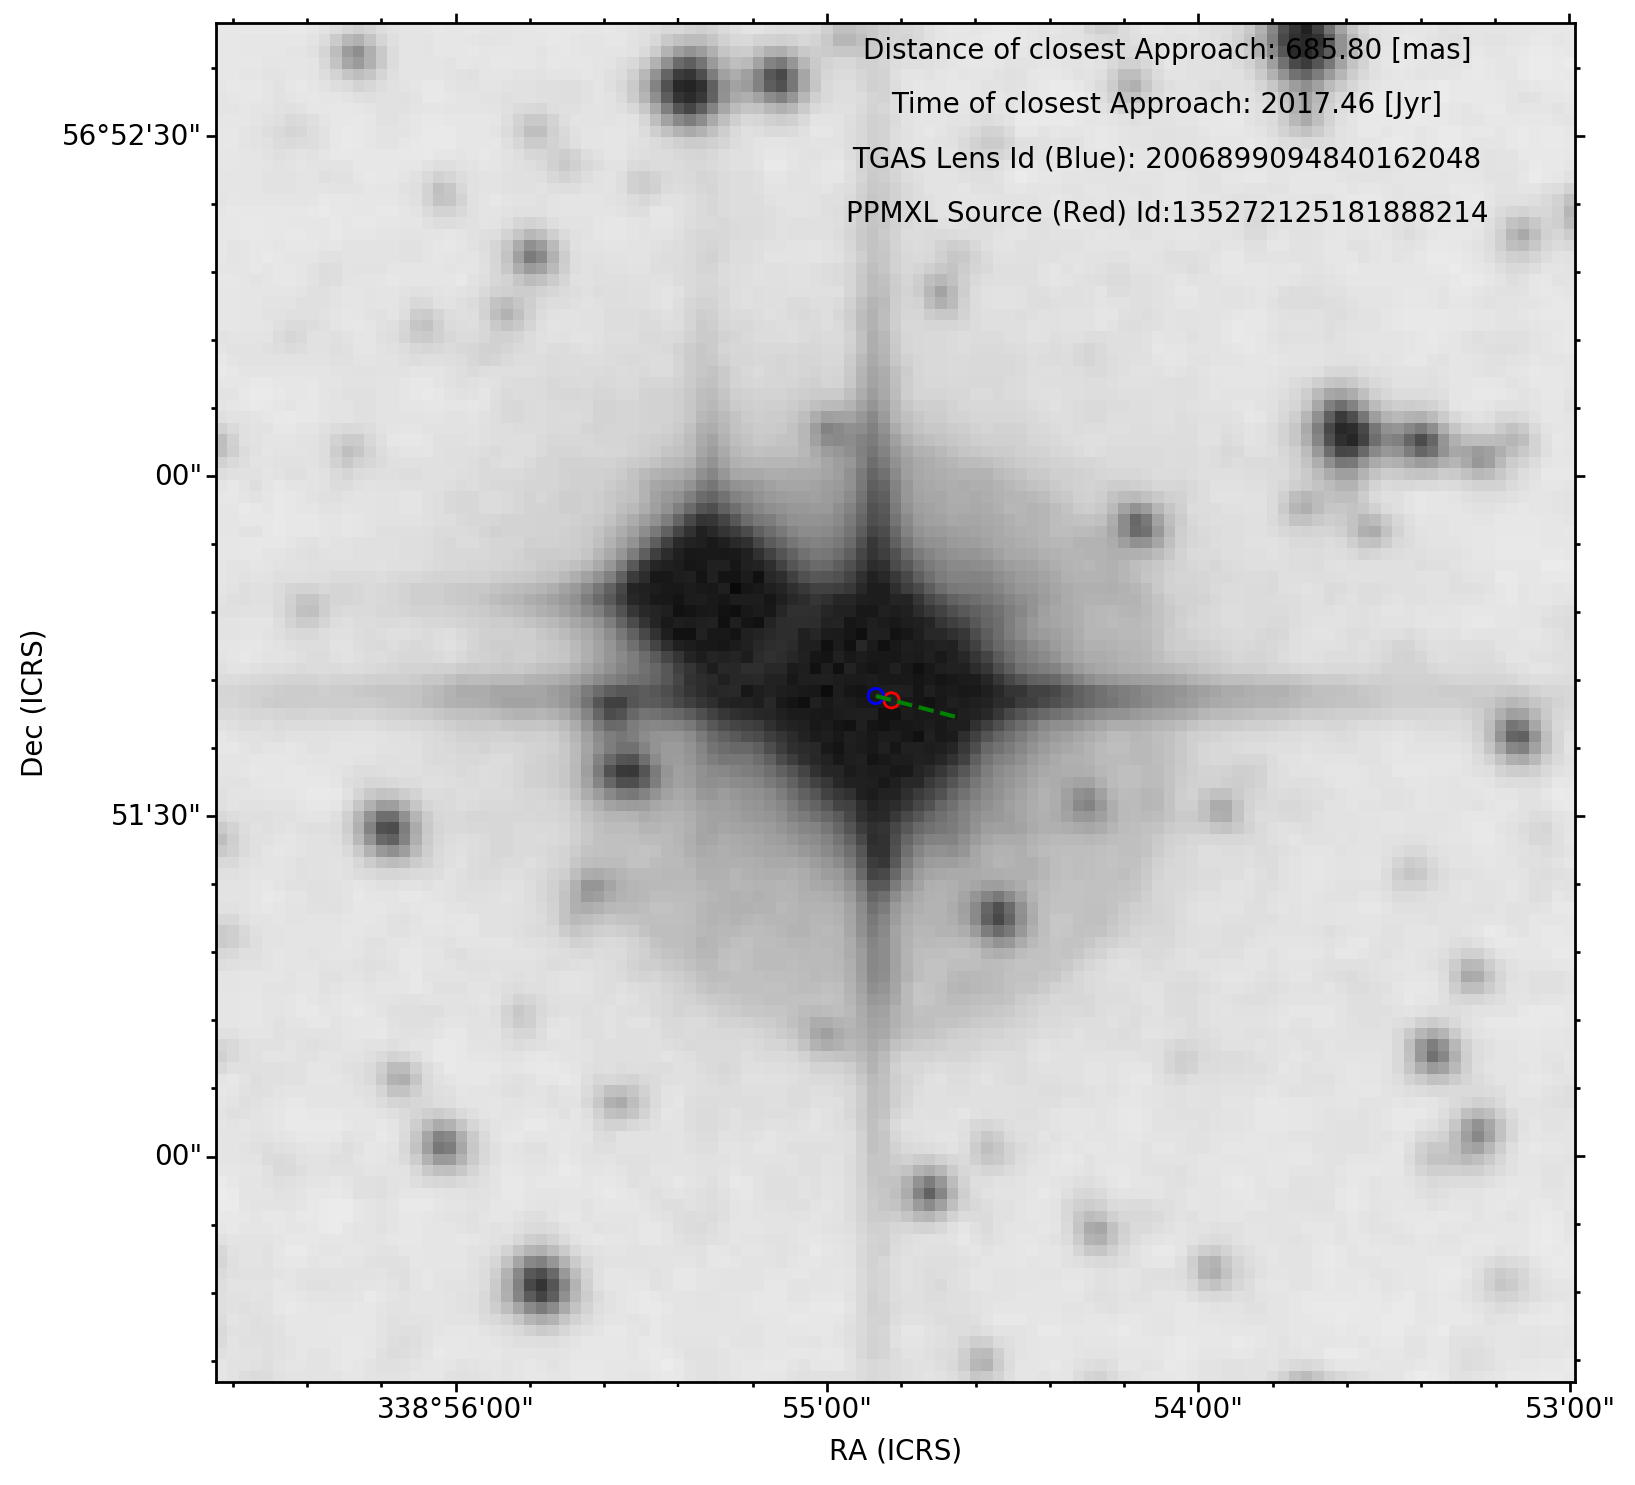 Distance of closest Approach: 685.80 [mas]
Time of closest Approach: 2017.46 [Jyr]
TGAS Lens Id (Blue): 2006899094840162048
PPMXL Source (Red) Id:135272125181888214
56°52'30"
00"
51'30"
00"
Dec (ICRS)
338°56'00" 55'00" 54'00" 53'00"
RA (ICRS)